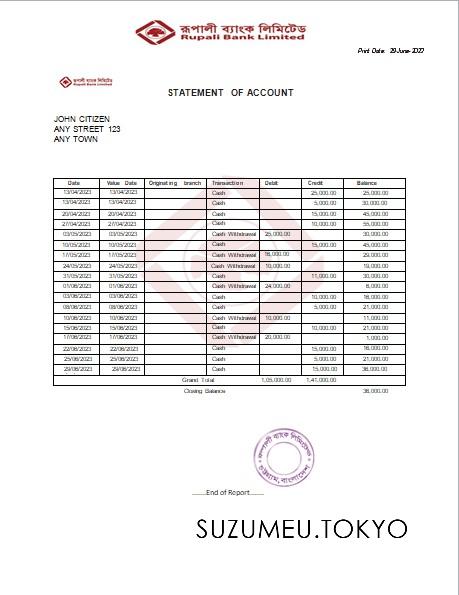 রূপালী ব্যাংক লিমিটেড
Rupali Bank Limited
Print Date: 29-June-2022
রূপালী ব্যাংক লিমিটেড
Rupali Bank Limited
STATEMENT OF ACCOUNT
JOHN CITIZEN
ANY STREET 123
ANY TOWN
Date Value Date Originating branch Transaction Debit Credit Balance
13/04/2023 13/04/2023 Cash 25,000.00 25,000.00
13/04/2023 13/04/2023 Cash 5,000.00 30,000.00
20/04/2023 20/04/2023 Cash 15,000.00 45,000.00
27/04/2023 27/04/2023 Cash 10,000.00 55,000.00
03/05/2023 03/05/2023 Cash Withdrawal 25,000.00 30,000.00
10/05/2023 10/05/2023 Cash 15,000.00 45,000.00
17/05/2023 17/05/2023 Cash Withdrawal 16,000.00 29,000.00
24/05/2023 24/05/2023 Cash Withdrawal 10,000.00 19,000.00
31/05/2023 31/05/2023 Cash 11,000.00 30,000.00
01/06/2023 01/06/2023 Cash Withdrawal 24,000.00 6,000.00
03/06/2023 03/06/2023 Cash 10,000.00 16,000.00
08/06/2023 08/06/2023 Cash 5,000.00 21,000.00
10/06/2023 10/06/2023 Cash Withdrawal 10,000.00 11,000.00
15/06/2023 15/06/2023 Cash 10,000.00 21,000.00
17/06/2023 17/06/2023 Cash Withdrawal 20,000.00 1,000.00
22/06/2023 22/06/2023 Cash 15,000.00 16,000.00
25/06/2023 25/06/2023 Cash 5,000.00 21,000.00
29/06/2023 29/06/2023 Cash 15,000.00 36,000.00
Grand Total 1,05,000.00 1,41,000.00
Closing Balance 36,000.00
রূপালী ব্যাংক লিমিটেড
চট্টগ্রাম, বাংলাদেশ
.......End of Report.......
SUZUMEU.TOKYO